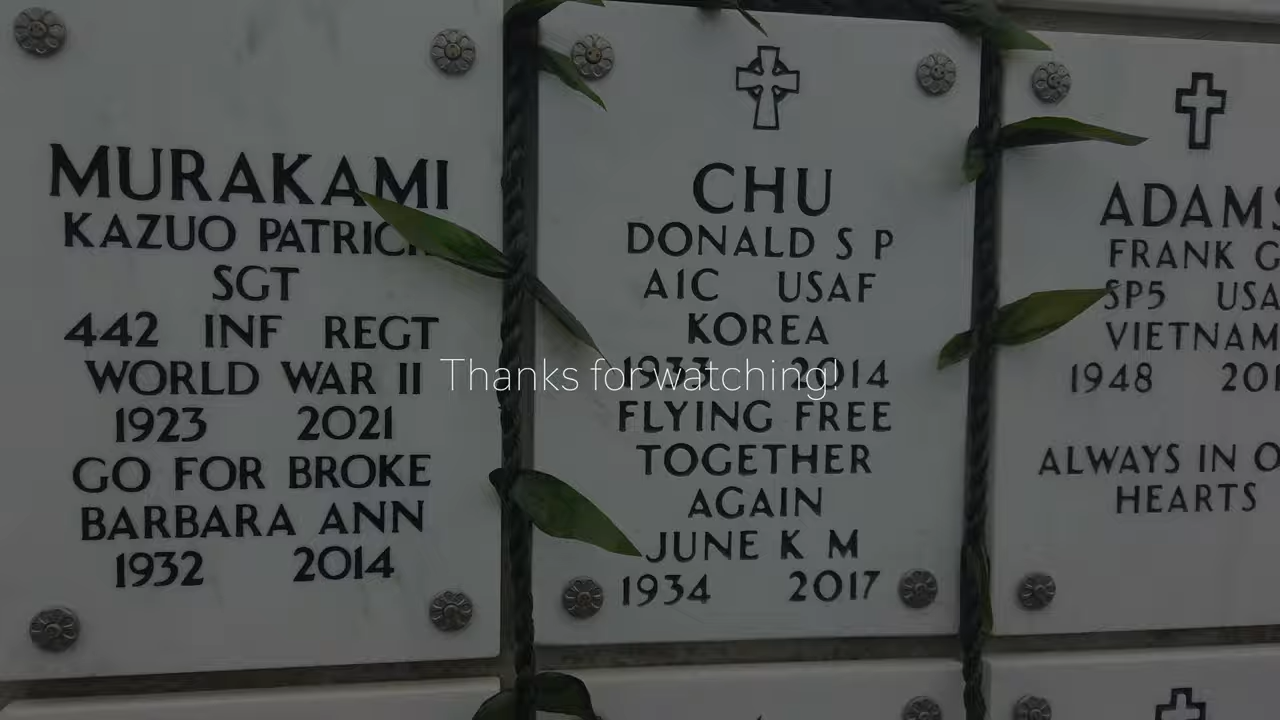 MURAKAMI
KAZUO PATRICK
SGT
442 INF REGT
WORLD WAR II
1923 2021
GO FOR BROKE
BARBARA ANN
1932 2014
CHU
DONALD S P
A1C USAF
KOREA
1933 2014
FLYING FREE
TOGETHER
AGAIN
JUNE K M
1934 2017
ADAMS
FRANK G
SP5 USA
VIETNAM
1948
ALWAYS IN
HEARTS
Thanks for watching!